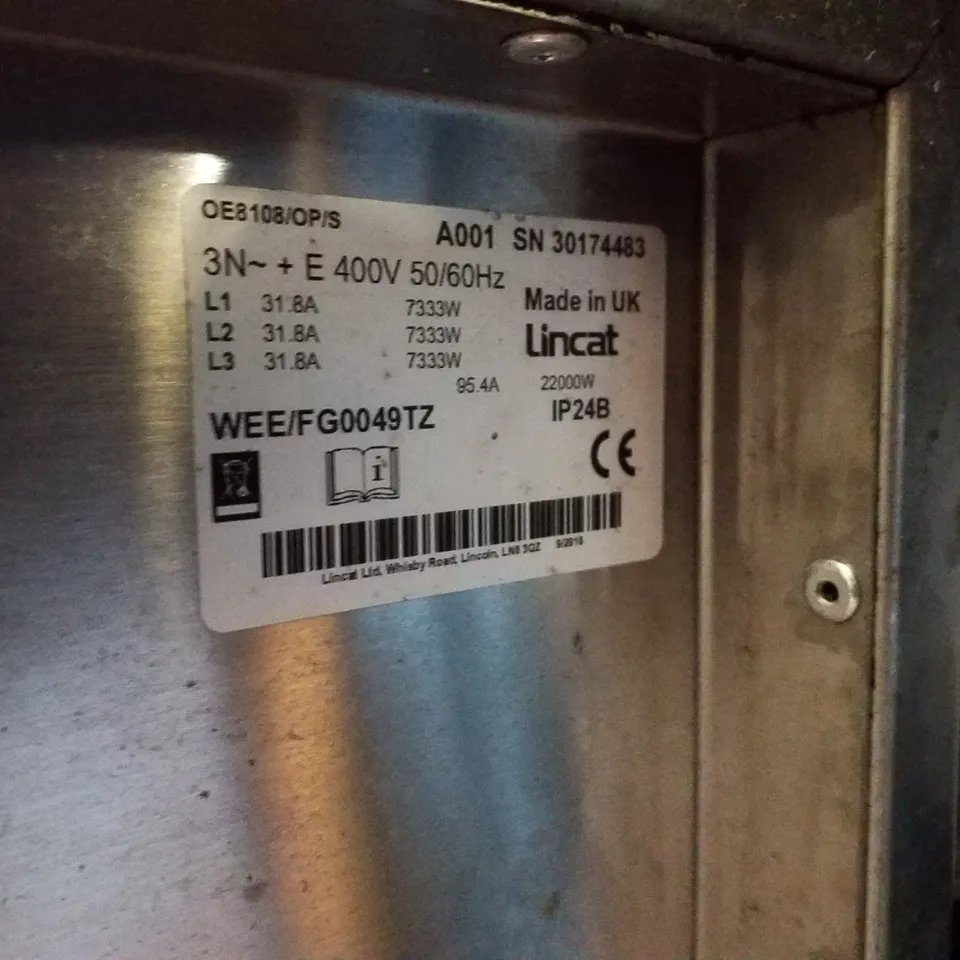 OE8108/OP/S
A001 SN 30174483
3N~ + E 400V 50/60Hz
L1 31.8A 7333W
Made in UK
L2 31.8A 7333W
Lincat
L3 31.8A 7333W
95.4A 22000W
WEE/FG0049TZ
IP24B
i
CE
Lincat Ltd, Whisby Road, Lincoln, LN6 3QZ